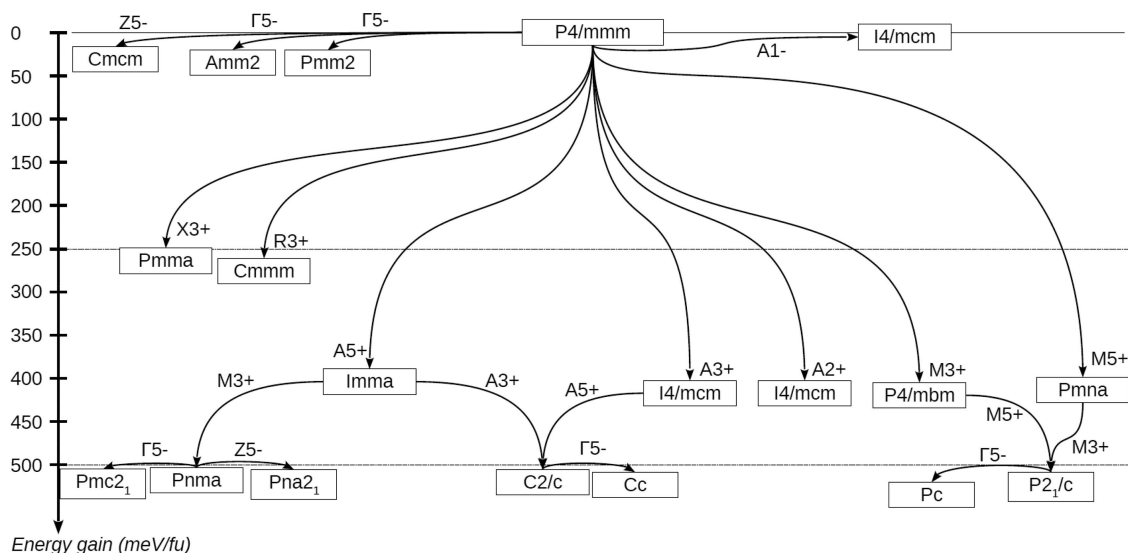 Z5-
Γ5-
Γ5-
P4/mmm
0
Cmcm
Amm2
Pmm2
A1-
I4/mcm
50
100
150
200
X3+
R3+
250
Pmma
Cmmm
300
350
A5+
M3+
Imma
A3+
A5+
A3+
A2+
M3+
M5+
400
I4/mcm
I4/mcm
P4/mbm
Pmna
M5+
450
Γ5-
Z5-
Γ5-
Γ5-
M3+
500
Pmc2₁
Pnma
Pna2₁
C2/c
Cc
Pc
P2₁/c
Energy gain (meV/fu)